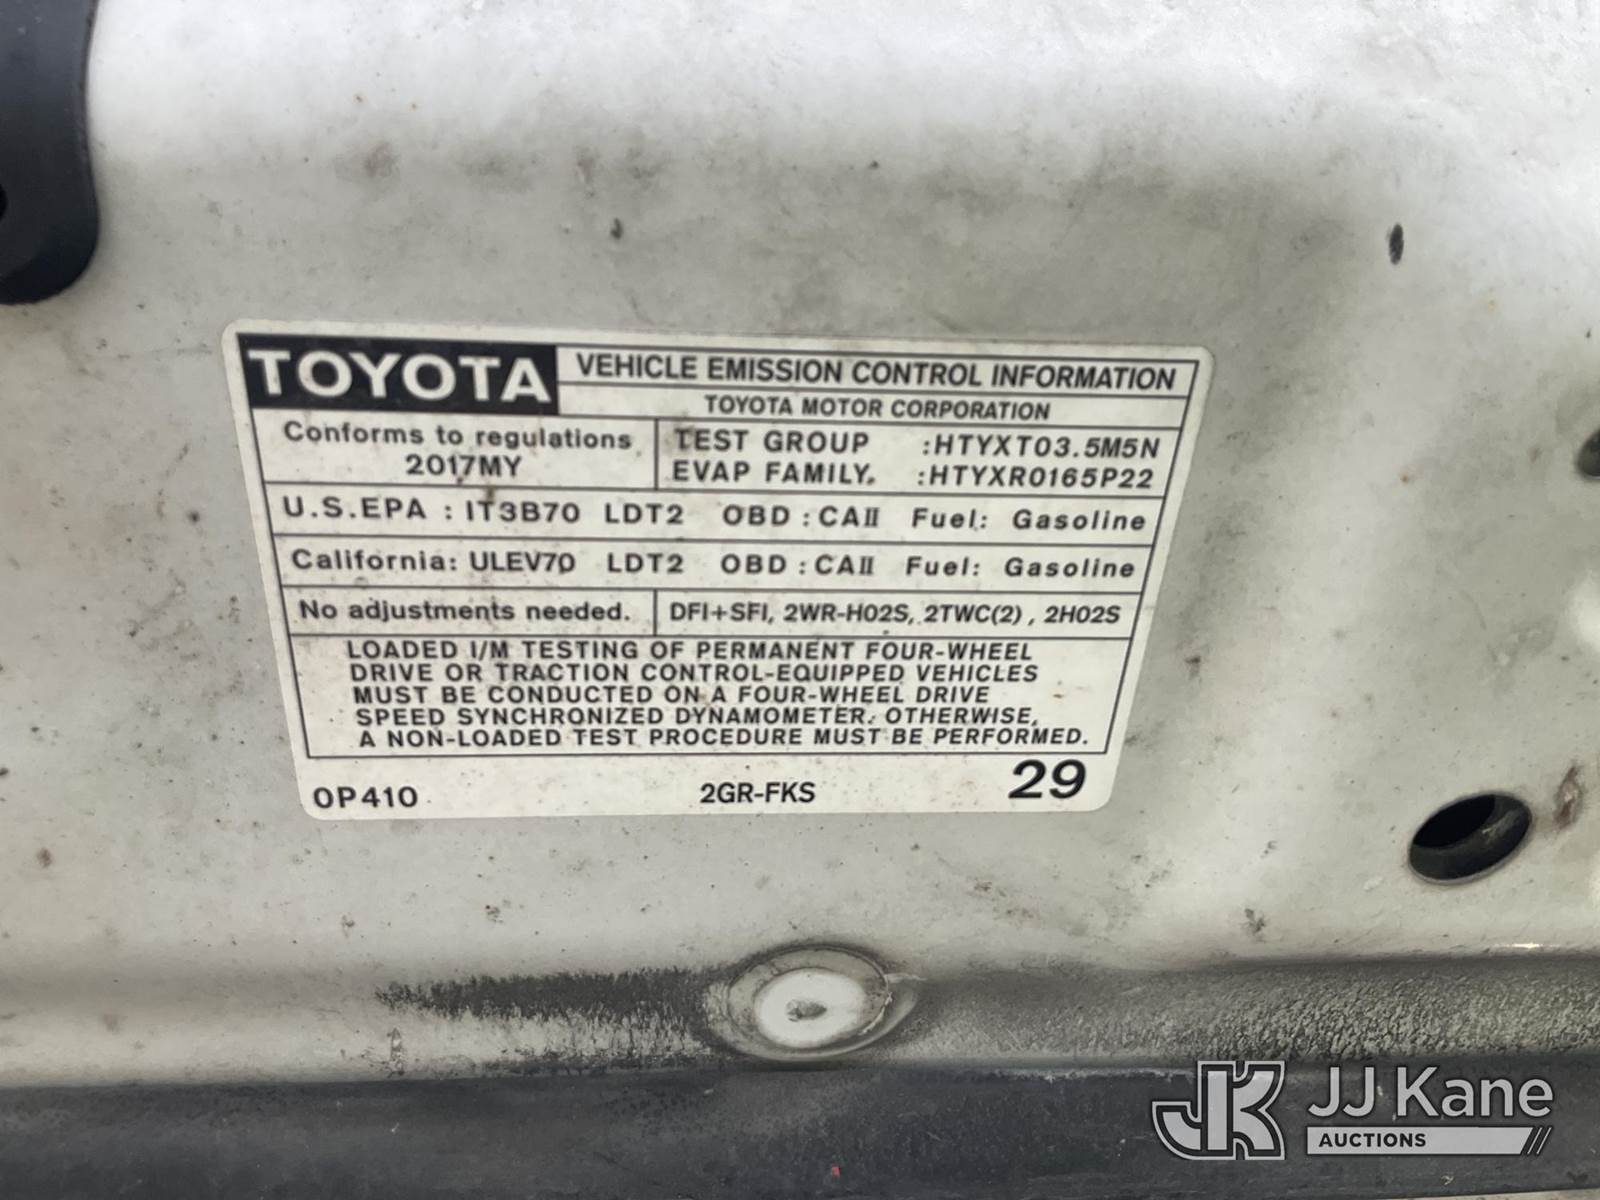 TOYOTA
VEHICLE EMISSION CONTROL INFORMATION
TOYOTA MOTOR CORPORATION
Conforms to regulations
2017MY
TEST GROUP :HTYXT03.5M5N
EVAP FAMILY. :HTYXR0165P22
U.S.EPA : IT3B70 LDT2 OBD : CAII Fuel: Gasoline
California: ULEV70 LDT2 OBD : CAII Fuel: Gasoline
No adjustments needed.
DFI+SFI, 2WR-HO2S, 2TWC(2) , 2HO2S
LOADED I/M TESTING OF PERMANENT FOUR-WHEEL
DRIVE OR TRACTION CONTROL-EQUIPPED VEHICLES
MUST BE CONDUCTED ON A FOUR-WHEEL DRIVE
SPEED SYNCHRONIZED DYNAMOMETER. OTHERWISE,
A NON-LOADED TEST PROCEDURE MUST BE PERFORMED.
0P410 2GR-FKS 29
JK JJ Kane
AUCTIONS